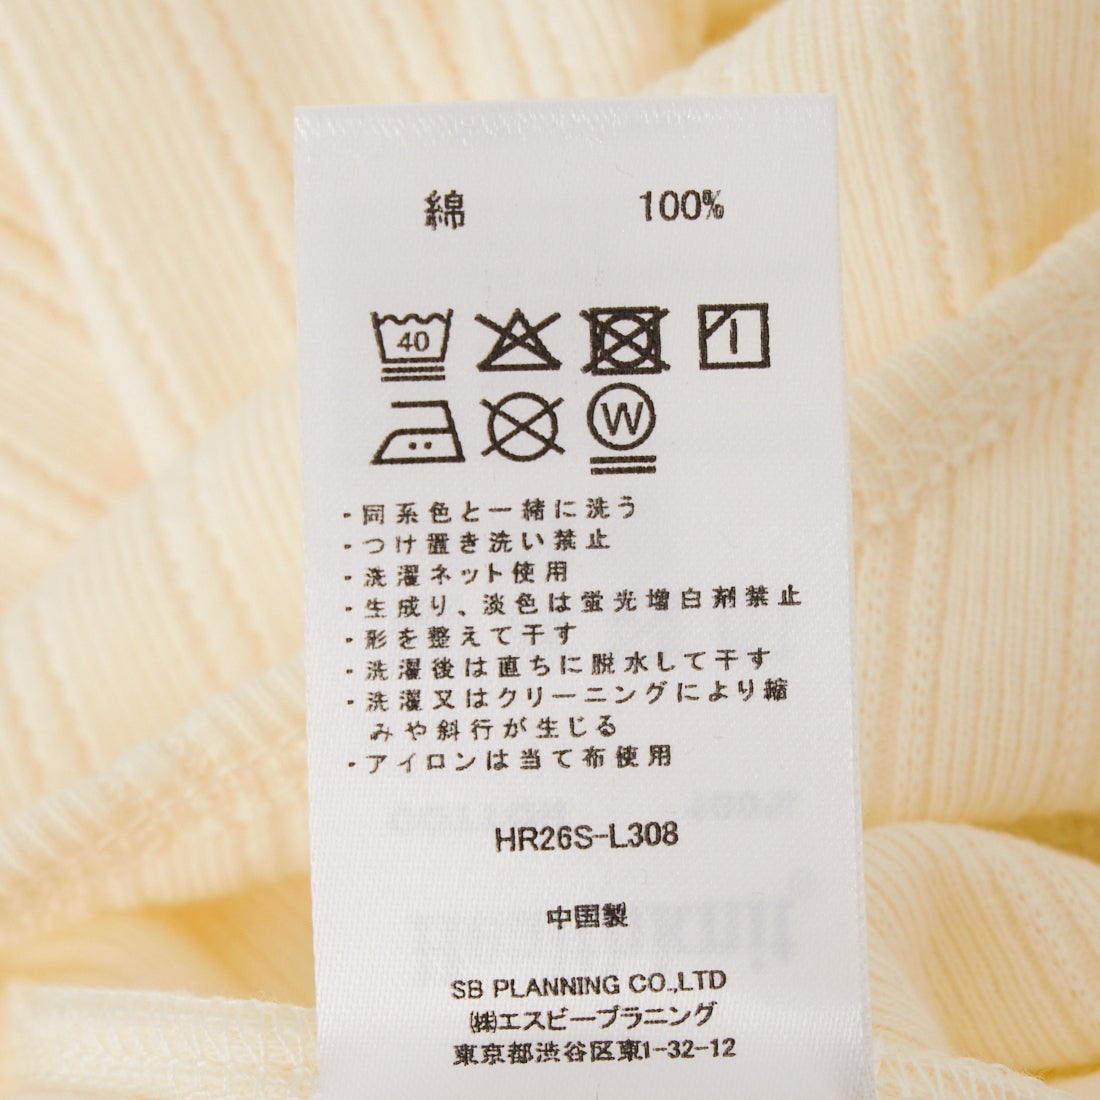 綿 100%
40
W
・同系色と一緒に洗う
・つけ置き洗い禁止
・洗濯ネット使用
・生成り、淡色は蛍光増白剤禁止
・形を整えて干す
・洗濯後は直ちに脱水して干す
・洗濯又はクリーニングにより縮
みや斜行が生じる
・アイロンは当て布使用
HR26S-L308
中国製
SB PLANNING CO.,LTD
㈱エスビープラニング
東京都渋谷区東1-32-12